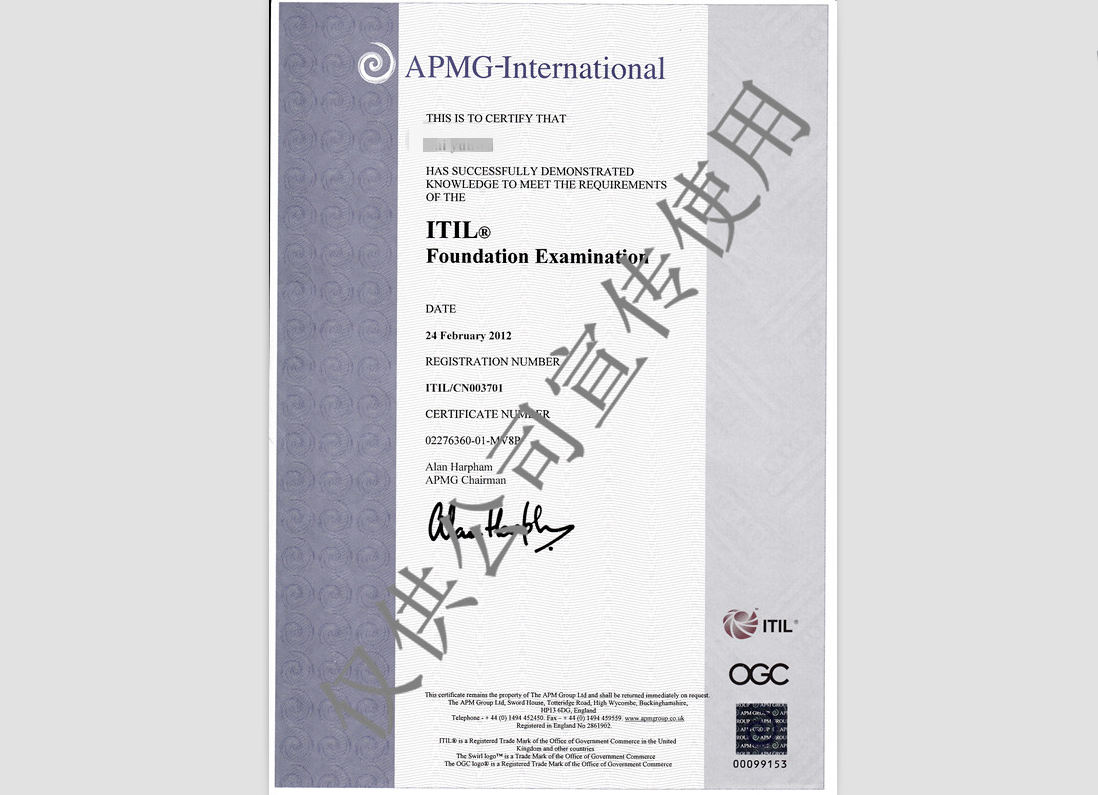 APMG-International
THIS IS TO CERTIFY THAT
HAS SUCCESSFULLY DEMONSTRATED
KNOWLEDGE TO MEET THE REQUIREMENTS
OF THE
ITIL®
Foundation Examination
DATE
24 February 2012
REGISTRATION NUMBER
ITIL/CN003701
CERTIFICATE NUMBER
02276360-01-MV8P
Alan Harpham
APMG Chairman
Alan Harpham
仅供公司宣传使用
ITIL®
OGC
00099153
This certificate remains the property of The APM Group Ltd and shall be returned immediately on request.
The APM Group Ltd, Sword House, Totteridge Road, High Wycombe, Buckinghamshire,
HP13 6DG, England
Telephone - + 44 (0) 1494 452450. Fax - + 44 (0) 1494 459559. www.apmgroup.co.uk
Registered in England No 2861902.
ITIL® is a Registered Trade Mark of the Office of Government Commerce in the United
Kingdom and other countries
The Swirl logo™ is a Trade Mark of the Office of Government Commerce
The OGC logo® is a Registered Trade Mark of the Office of Government Commerce